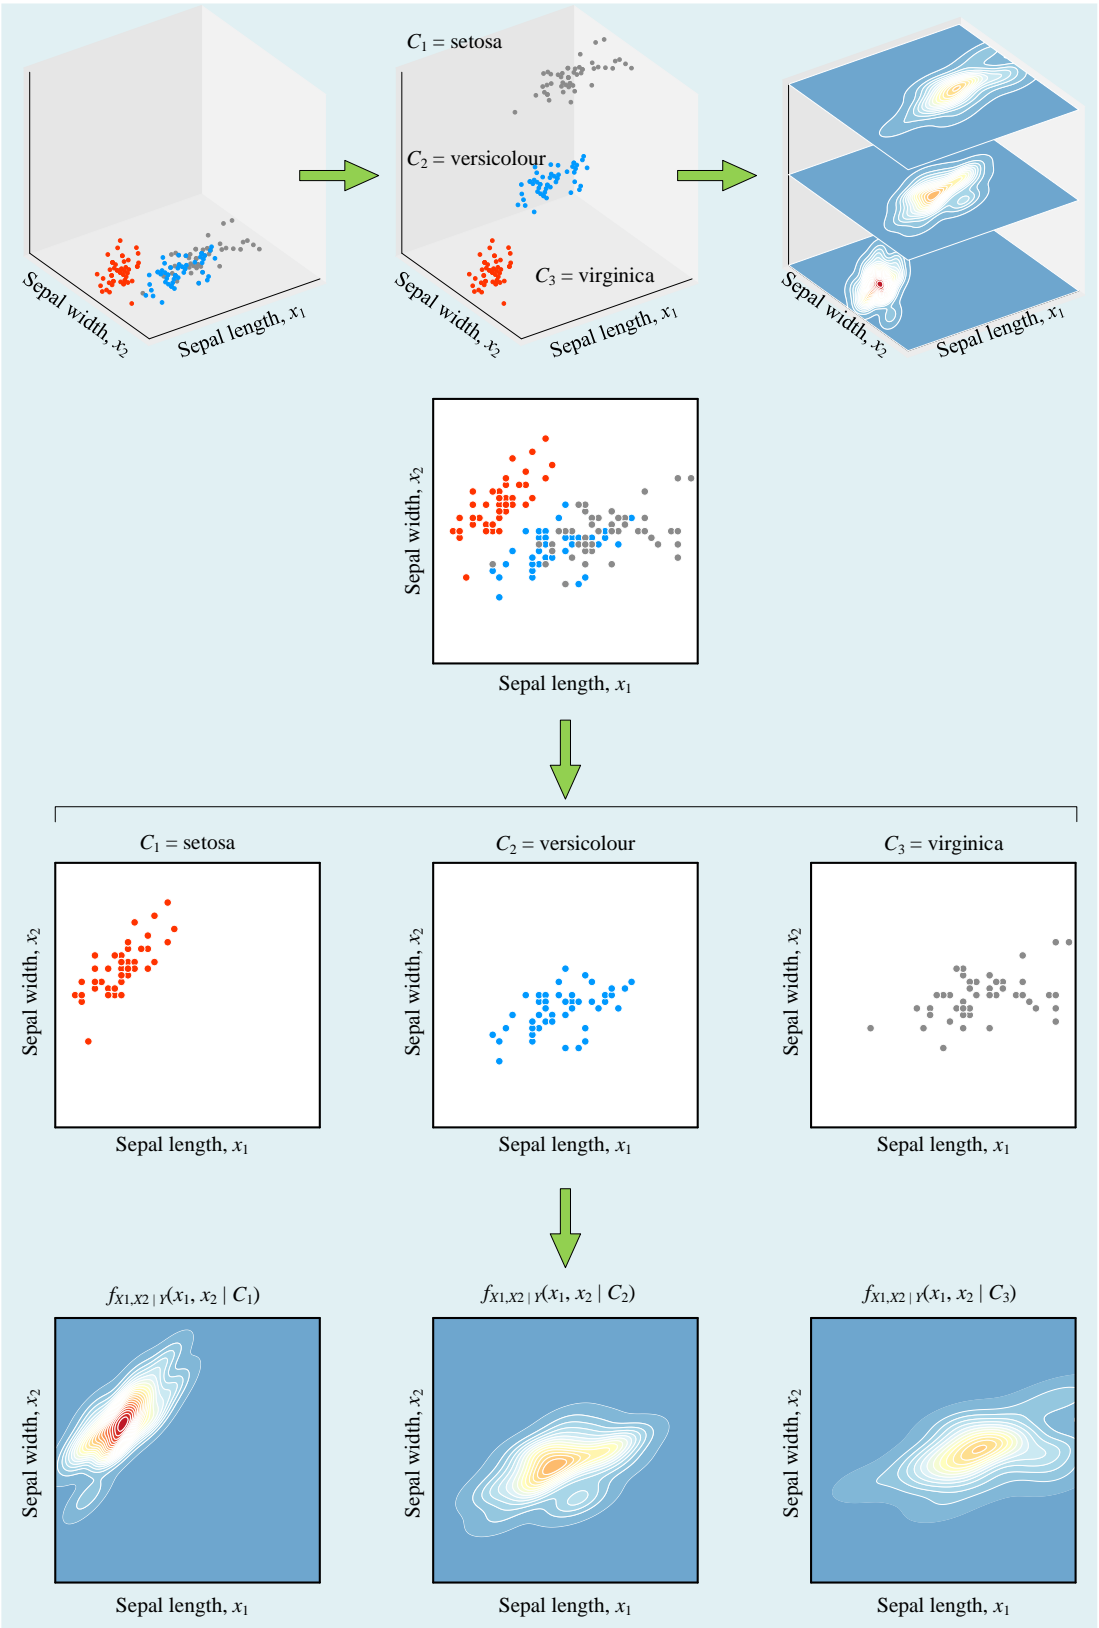 C1 = setosa
C2 = versicolour
C3 = virginica
Sepal width, x2
Sepal length, x1
Sepal width, x2
Sepal length, x1
Sepal width, x2
Sepal length, x1
Sepal width, x2
Sepal length, x1
C1 = setosa
C2 = versicolour
C3 = virginica
Sepal width, x2
Sepal width, x2
Sepal width, x2
Sepal length, x1
Sepal length, x1
Sepal length, x1
fX1,X2 | Y(x1, x2 | C1)
fX1,X2 | Y(x1, x2 | C2)
fX1,X2 | Y(x1, x2 | C3)
Sepal width, x2
Sepal width, x2
Sepal width, x2
Sepal length, x1
Sepal length, x1
Sepal length, x1